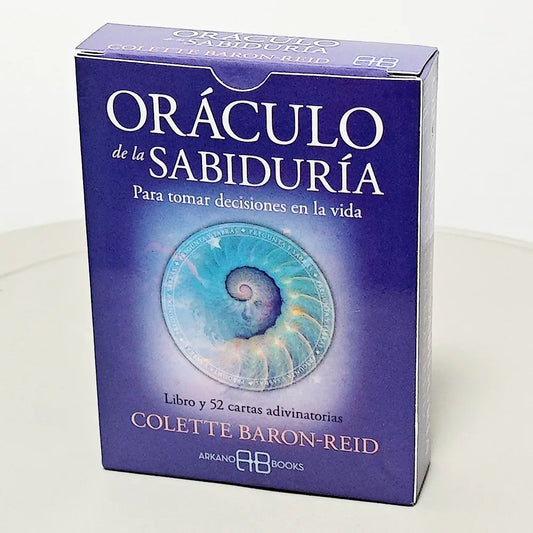 ORÁCULO
de la SABIDURÍA
COLETTE BARON-REID
ORÁCULO
de la SABIDURÍA
Para tomar decisiones en la vida
Libro y 52 cartas adivinatorias
COLETTE BARON-REID
ARKANO BOOKS